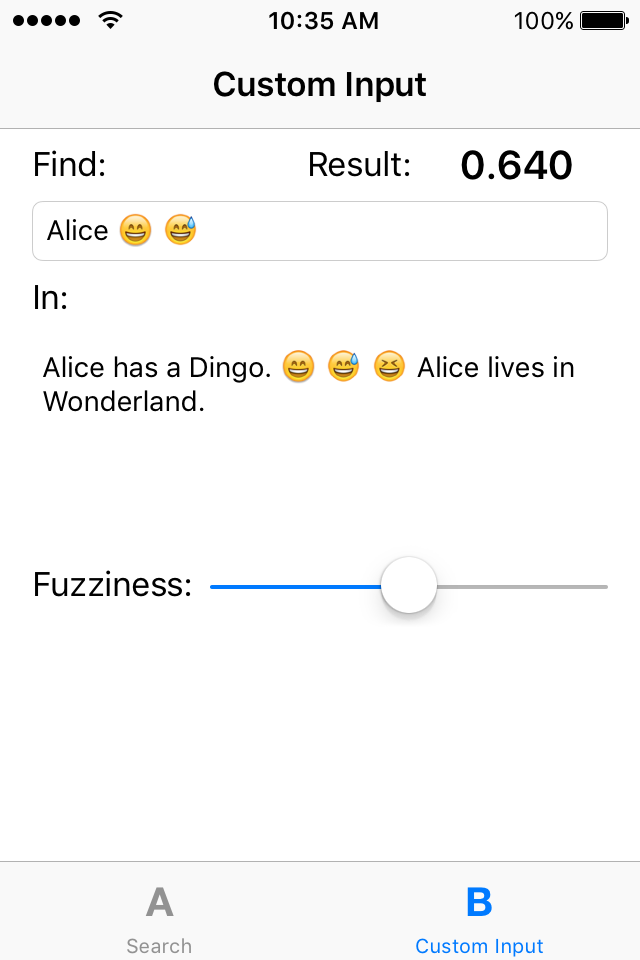 10:35 AM 100%
Custom Input
Find: Result: 0.640
Alice 😄 😅
In:
Alice has a Dingo. 😄 😅 😆 Alice lives in
Wonderland.
Fuzziness:
A B
Search Custom Input